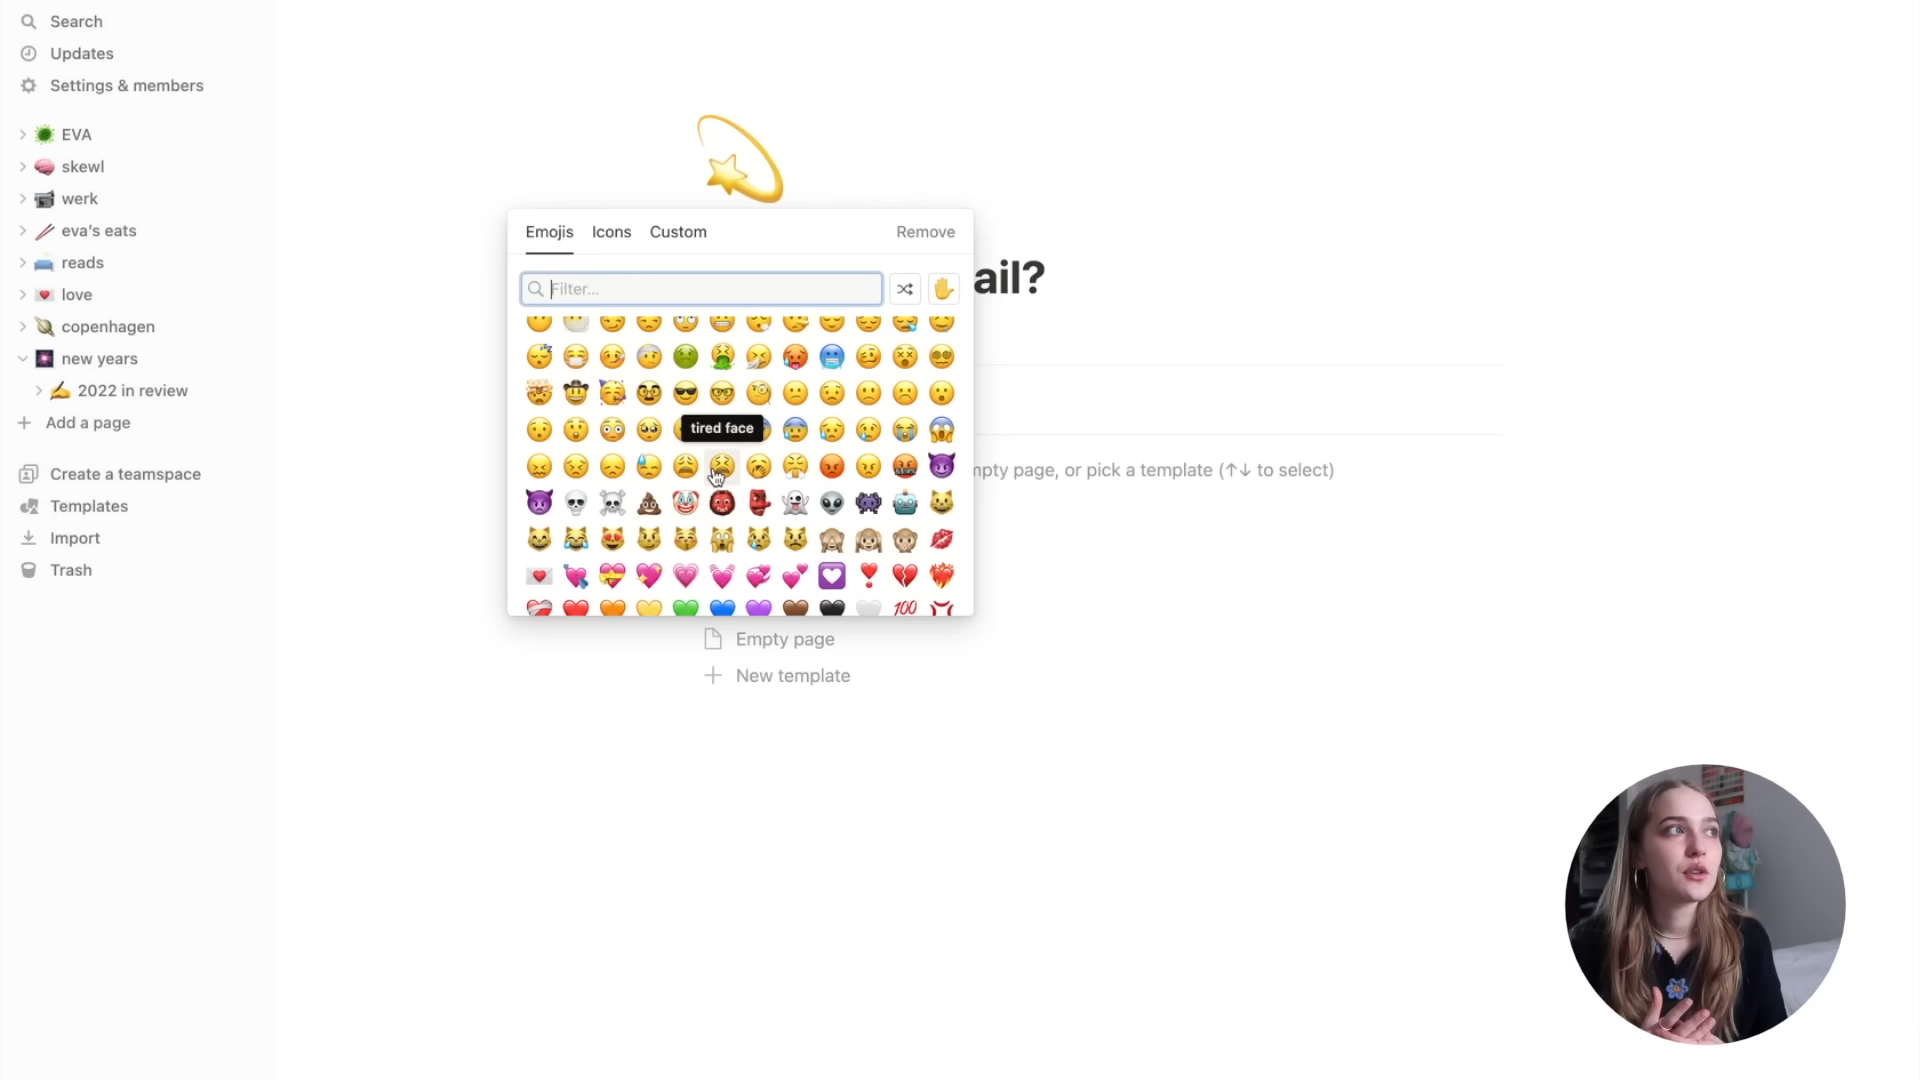 Search
Updates
Settings & members
EVA
skewl
werk
eva's eats
reads
love
copenhagen
new years
2022 in review
Add a page
Create a teamspace
Templates
Import
Trash
Emojis Icons Custom Remove
ail?
Filter...
tired face
mpty page, or pick a template (↑↓ to select)
100
Empty page
New template